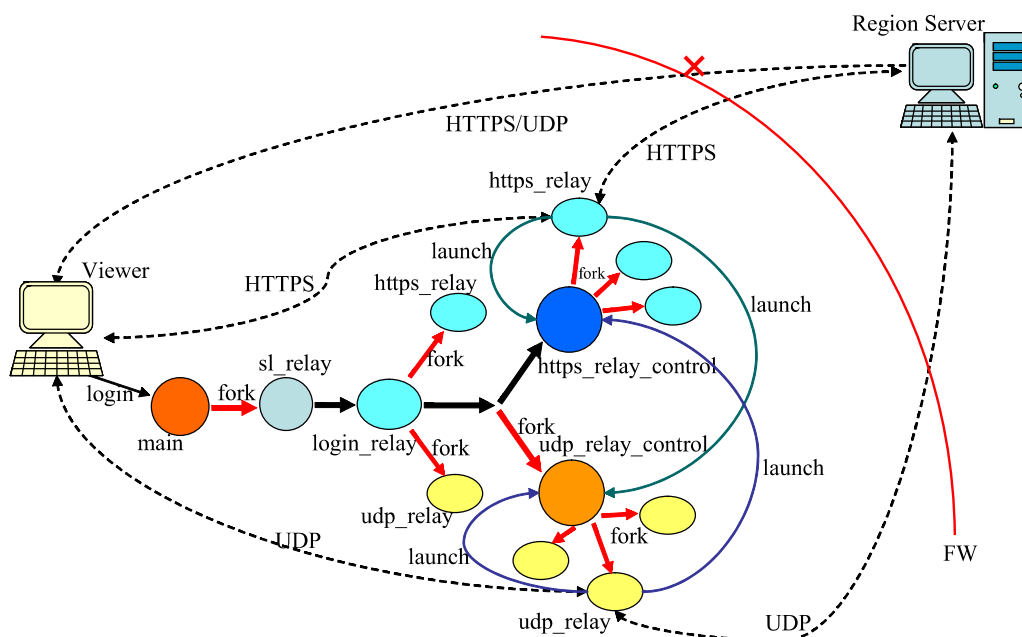 Region Server
HTTPS/UDP
HTTPS
https_relay
launch
Viewer
HTTPS
https_relay
fork
launch
fork
sl_relay
https_relay_control
login
fork
main
login_relay
fork
fork
udp_relay_control
launch
udp_relay
UDP
launch
fork
FW
udp_relay
UDP